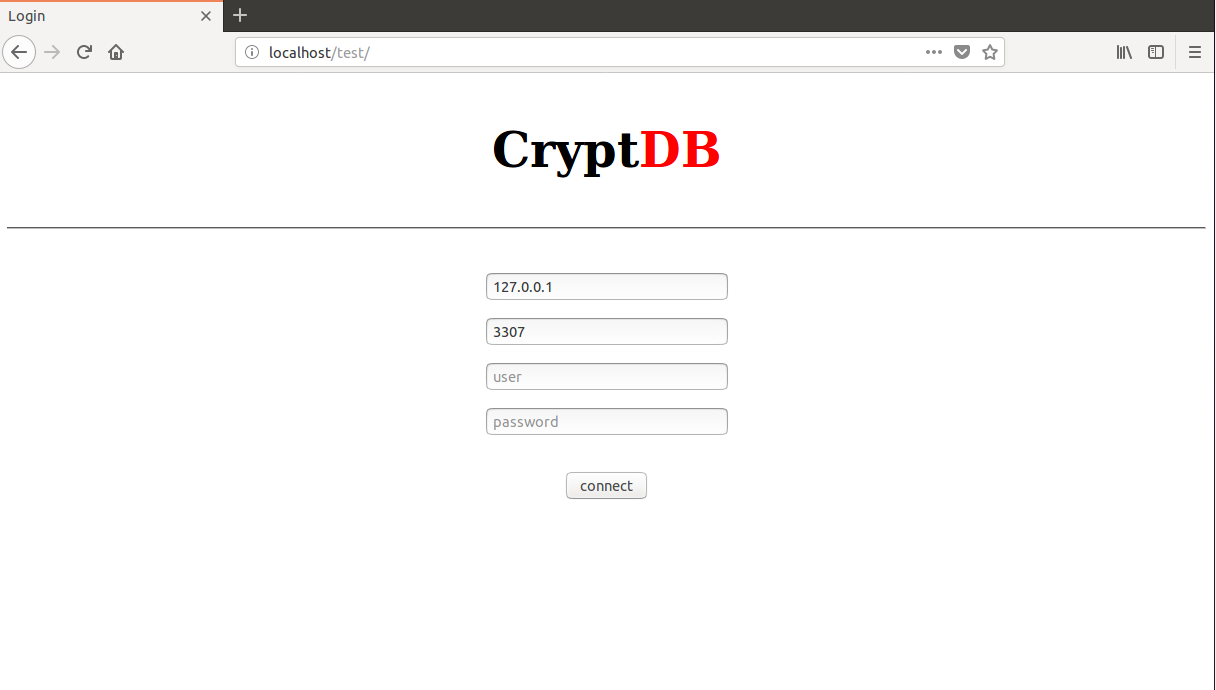 Login
localhost/test/
CryptDB
127.0.0.1
3307
user
password
connect